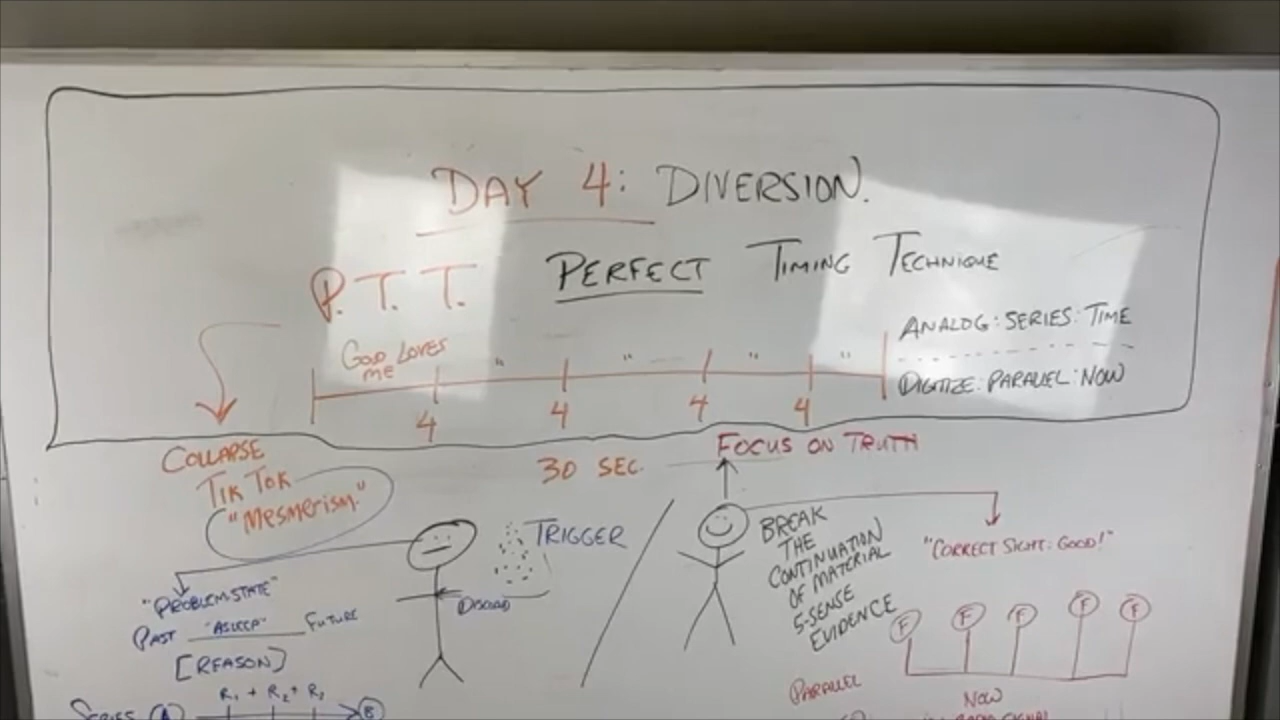 DAY 4: DIVERSION.
P.T.T. PERFECT TIMING TECHNIQUE
GOD LOVES ME " " " "
4 4 4 4
ANALOG: SERIES: TIME
DIGITIZE: PARALLEL: NOW
COLLAPSE
TIK TOK
"MESMERISM."
30 SEC.
FOCUS ON TRUTH
TRIGGER
DISCORD
"PROBLEM STATE"
PAST "ASLEEP" FUTURE
[REASON]
R1 + R2 + R3
SERIES A B
BREAK
THE
CONTINUATION
OF MATERIAL
5-SENSE
EVIDENCE
"CORRECT SIGHT: GOOD!"
F F F F F
PARALLEL
NOW